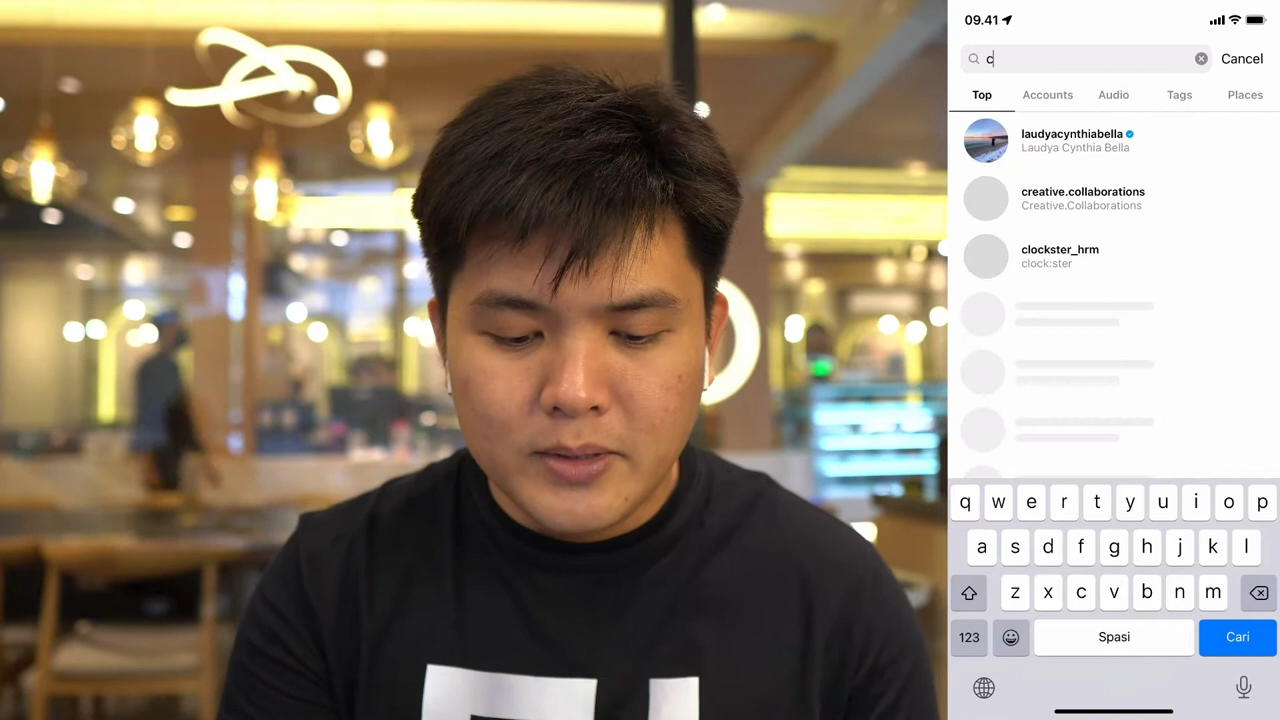 09.41
c
Cancel
Top Accounts Audio Tags Places
laudyacynthiabella
Laudya Cynthia Bella
creative.collaborations
Creative.Collaborations
clockster_hrm
clock:ster
q w e r t y u i o p
a s d f g h j k l
z x c v b n m
123 Spasi Cari